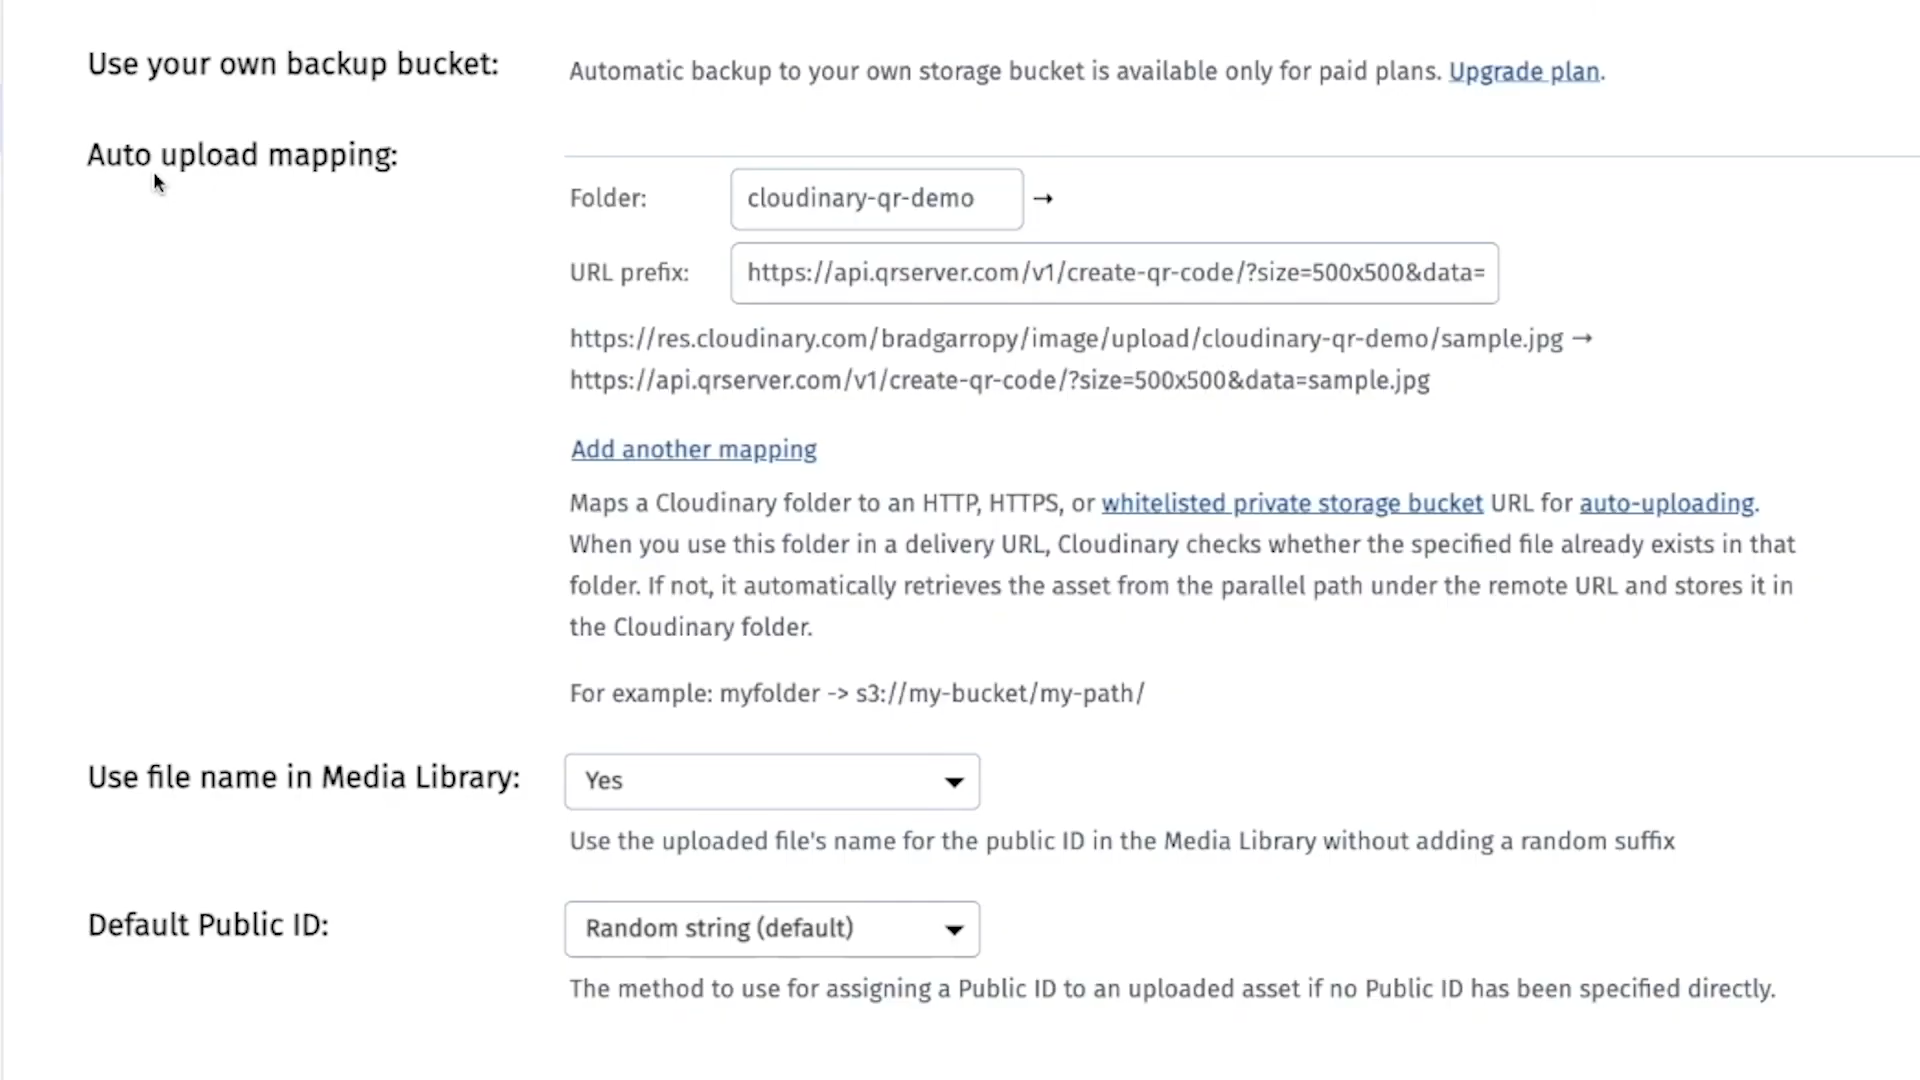 Use your own backup bucket:
Automatic backup to your own storage bucket is available only for paid plans. Upgrade plan.
Auto upload mapping:
Folder: cloudinary-qr-demo →
URL prefix: https://api.qrserver.com/v1/create-qr-code/?size=500x500&data=
https://res.cloudinary.com/bradgarropy/image/upload/cloudinary-qr-demo/sample.jpg →
https://api.qrserver.com/v1/create-qr-code/?size=500x500&data=sample.jpg
Add another mapping
Maps a Cloudinary folder to an HTTP, HTTPS, or whitelisted private storage bucket URL for auto-uploading.
When you use this folder in a delivery URL, Cloudinary checks whether the specified file already exists in that
folder. If not, it automatically retrieves the asset from the parallel path under the remote URL and stores it in
the Cloudinary folder.
For example: myfolder -> s3://my-bucket/my-path/
Use file name in Media Library:
Yes
Use the uploaded file's name for the public ID in the Media Library without adding a random suffix
Default Public ID:
Random string (default)
The method to use for assigning a Public ID to an uploaded asset if no Public ID has been specified directly.